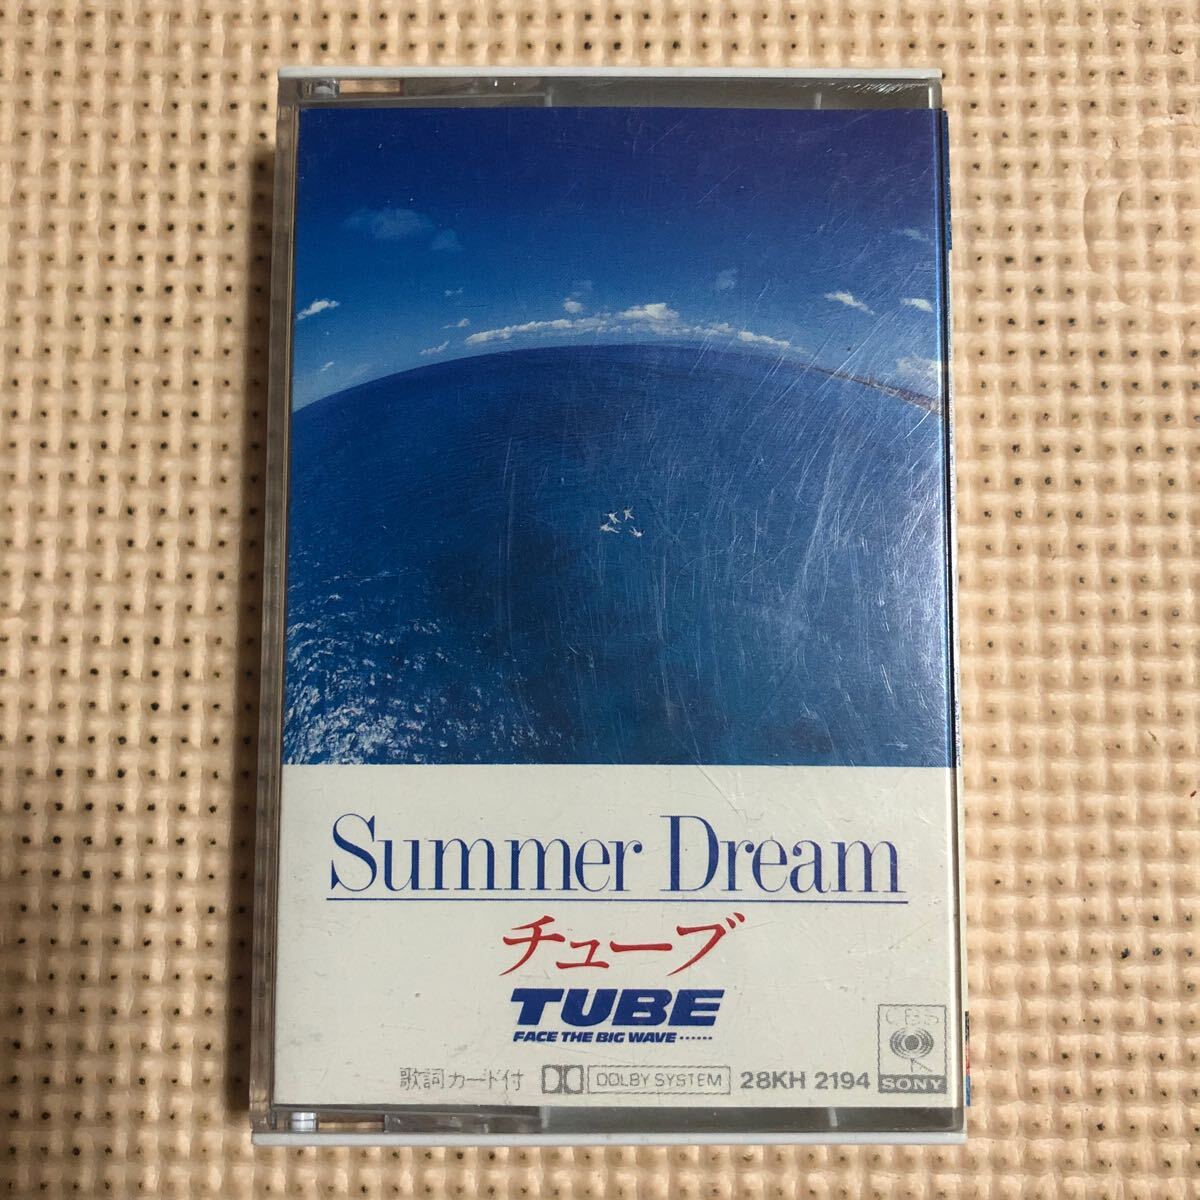 Summer Dream
チューブ
TUBE
FACE THE BIG WAVE……
歌詞カード付 DOLBY SYSTEM 28KH 2194
CBS
SONY